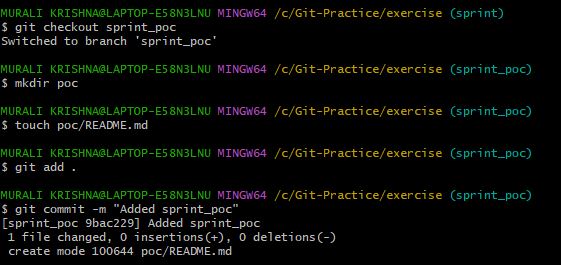 MURALI KRISHNA@LAPTOP-E58N3LNU MINGW64 /c/Git-Practice/exercise (sprint)
$ git checkout sprint_poc
Switched to branch 'sprint_poc'
MURALI KRISHNA@LAPTOP-E58N3LNU MINGW64 /c/Git-Practice/exercise (sprint_poc)
$ mkdir poc
MURALI KRISHNA@LAPTOP-E58N3LNU MINGW64 /c/Git-Practice/exercise (sprint_poc)
$ touch poc/README.md
MURALI KRISHNA@LAPTOP-E58N3LNU MINGW64 /c/Git-Practice/exercise (sprint_poc)
$ git add .
MURALI KRISHNA@LAPTOP-E58N3LNU MINGW64 /c/Git-Practice/exercise (sprint_poc)
$ git commit -m "Added sprint_poc"
[sprint_poc 9bac229] Added sprint_poc
 1 file changed, 0 insertions(+), 0 deletions(-)
 create mode 100644 poc/README.md